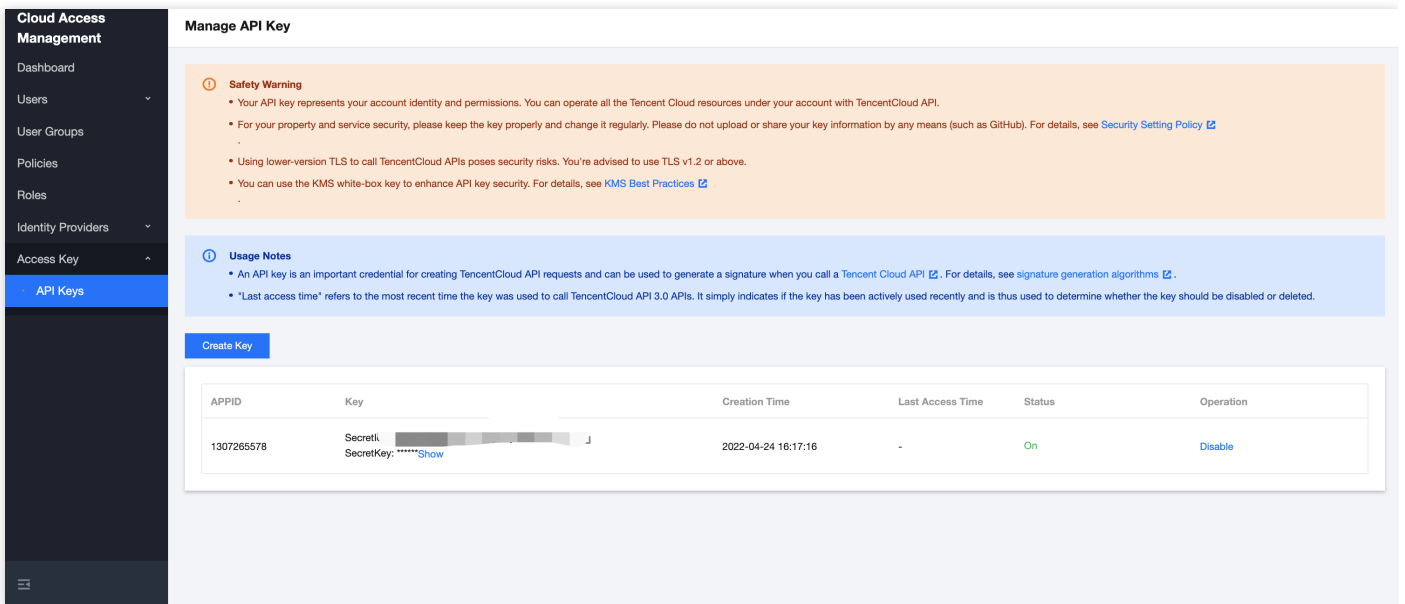 Cloud Access
Management
Dashboard
Users
User Groups
Policies
Roles
Identity Providers
Access Key
API Keys
Manage API Key
Safety Warning
• Your API key represents your account identity and permissions. You can operate all the Tencent Cloud resources under your account with TencentCloud API.
• For your property and service security, please keep the key properly and change it regularly. Please do not upload or share your key information by any means (such as GitHub). For details, see Security Setting Policy
.
• Using lower-version TLS to call TencentCloud APIs poses security risks. You're advised to use TLS v1.2 or above.
• You can use the KMS white-box key to enhance API key security. For details, see KMS Best Practices
.
Usage Notes
• An API key is an important credential for creating TencentCloud API requests and can be used to generate a signature when you call a Tencent Cloud API . For details, see signature generation algorithms .
• "Last access time" refers to the most recent time the key was used to call TencentCloud API 3.0 APIs. It simply indicates if the key has been actively used recently and is thus used to determine whether the key should be disabled or deleted.
Create Key
APPID Key Creation Time Last Access Time Status Operation
1307265578
SecretKey: ******Show
2022-04-24 16:17:16 - On Disable